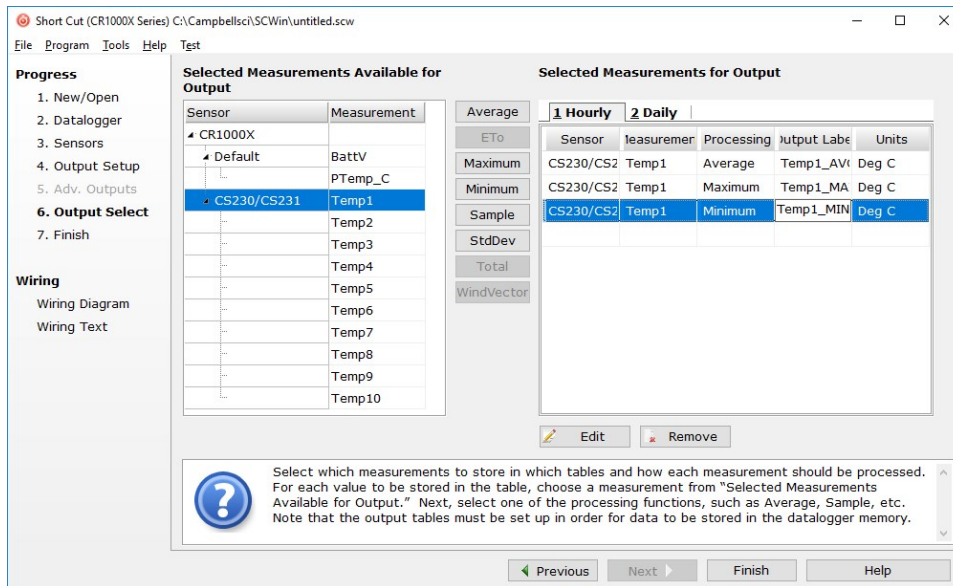 Short Cut (CR1000X Series) C:\Campbellsci\SCWin\untitled.scw
File Program Tools Help Test
Progress
1. New/Open
2. Datalogger
3. Sensors
4. Output Setup
5. Adv. Outputs
6. Output Select
7. Finish
Wiring
Wiring Diagram
Wiring Text
Selected Measurements Available for
Output
Sensor Measurement
CR1000X
Default BattV
PTemp_C
CS230/CS231 Temp1
Temp2
Temp3
Temp4
Temp5
Temp6
Temp7
Temp8
Temp9
Temp10
Average
ETo
Maximum
Minimum
Sample
StdDev
Total
WindVector
Selected Measurements for Output
1 Hourly 2 Daily
Sensor Processing Units
CS230/CS2 Temp1 Average Temp1_AV Deg C
CS230/CS2 Temp1 Maximum Temp1_MA Deg C
CS230/CS2 Temp1 Minimum Temp1_MIN Deg C
Edit Remove
Select which measurements to store in which tables and how each measurement should be processed.
For each value to be stored in the table, choose a measurement from “Selected Measurements
Available for Output.” Next, select one of the processing functions, such as Average, Sample, etc.
Note that the output tables must be set up in order for data to be stored in the datalogger memory.
Previous Next Finish Help